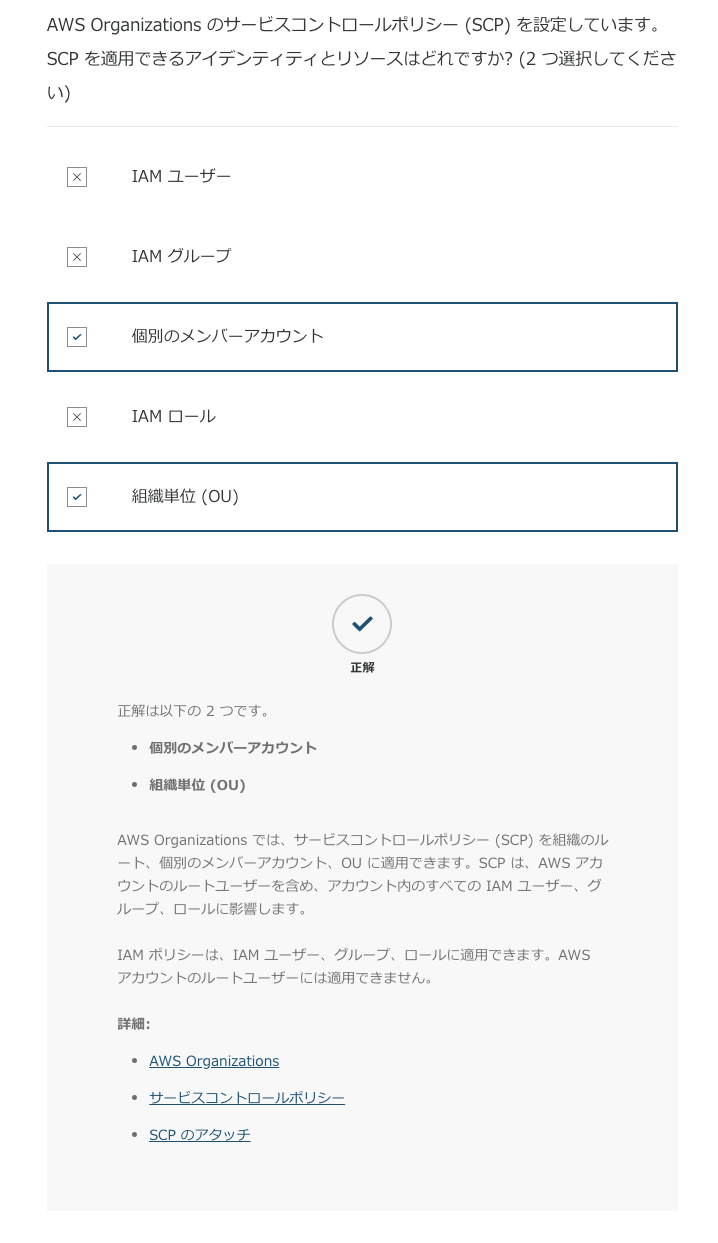 AWS Organizations のサービスコントロールポリシー (SCP) を設定しています。
SCP を適用できるアイデンティティとリソースはどれですか? (2 つ選択してくださ
い)
IAM ユーザー
IAM グループ
個別のメンバーアカウント
IAM ロール
組織単位 (OU)
正解
正解は以下の 2 つです。
• 個別のメンバーアカウント
• 組織単位 (OU)
AWS Organizations では、サービスコントロールポリシー (SCP) を組織のル
ート、個別のメンバーアカウント、OU に適用できます。SCP は、AWS アカ
ウントのルートユーザーを含め、アカウント内のすべての IAM ユーザー、グ
ループ、ロールに影響します。
IAM ポリシーは、IAM ユーザー、グループ、ロールに適用できます。AWS
アカウントのルートユーザーには適用できません。
詳細:
• AWS Organizations
• サービスコントロールポリシー
• SCP のアタッチ